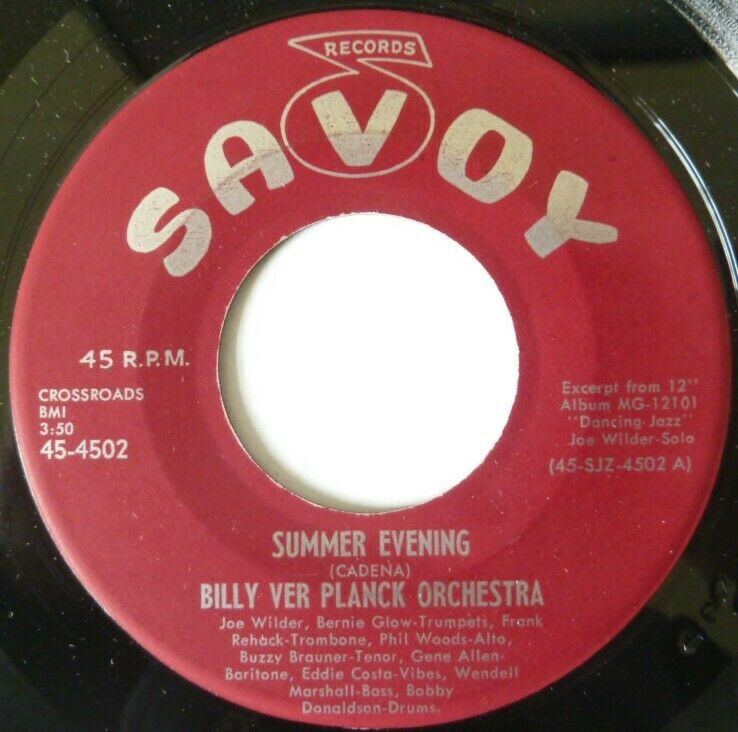 RECORDS
SAVOY
45 R.P.M.
CROSSROADS
BMI
3:50
45-4502
Excerpt from 12"
Album MG-12101
"Dancing Jazz"
Joe Wilder-Solo
(45-SJZ-4502 A)
SUMMER EVENING
(CADENA)
BILLY VER PLANCK ORCHESTRA
Joe Wilder, Bernie Glow-Trumpets, Frank
Rehack-Trombone, Phil Woods-Alto,
Buzzy Brauner-Tenor, Gene Allen-
Baritone, Eddie Costa-Vibes, Wendell
Marshall-Bass, Bobby
Donaldson-Drums.